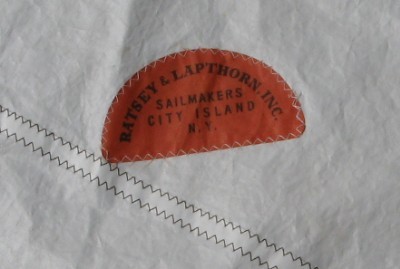 RATSEY & LAPTHORN, INC.
SAILMAKERS
CITY ISLAND
N.Y.